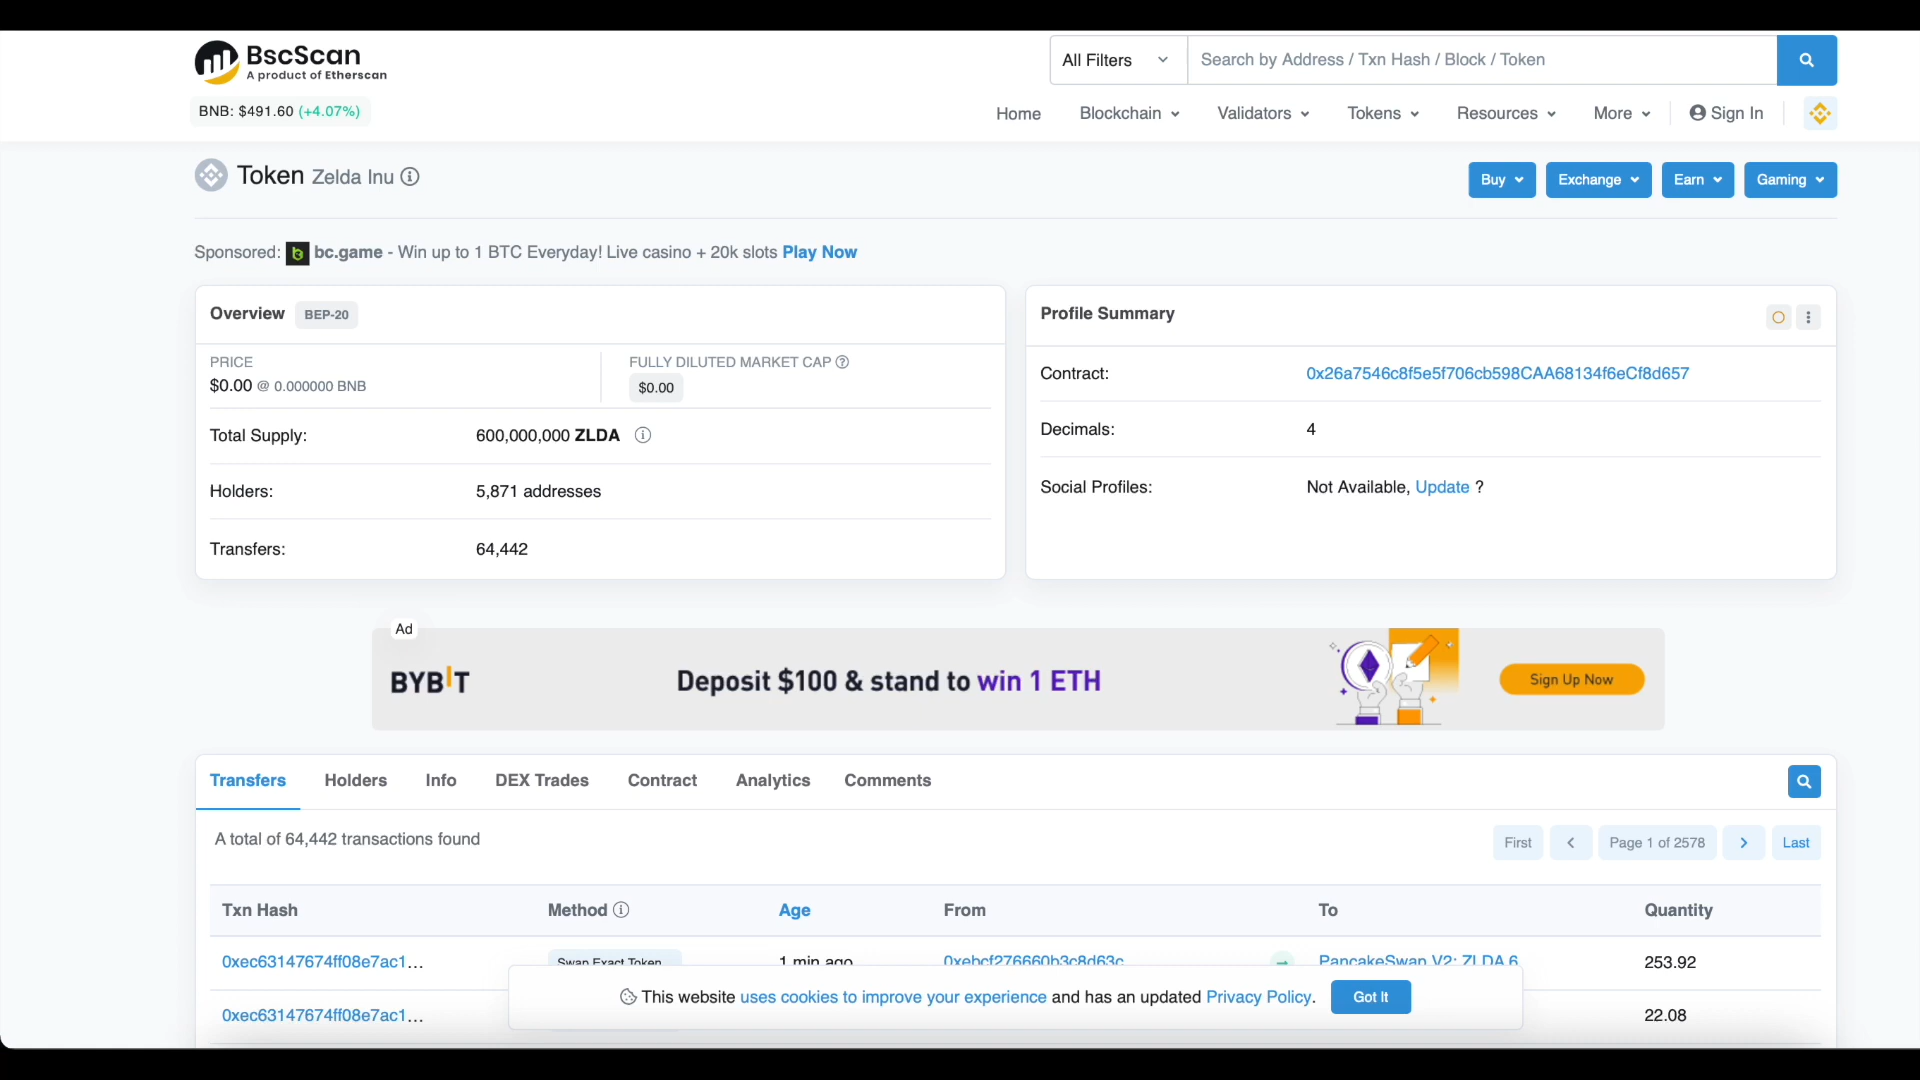 BscScan
A product of Etherscan
All Filters
Search by Address / Txn Hash / Block / Token
BNB: $491.60 (+4.07%)
Home
Blockchain
Validators
Tokens
Resources
More
Sign In
Token Zelda Inu
Buy
Exchange
Earn
Gaming
Sponsored: bc.game - Win up to 1 BTC Everyday! Live casino + 20k slots Play Now
Overview BEP-20
PRICE
$0.00 @ 0.000000 BNB
FULLY DILUTED MARKET CAP
$0.00
Total Supply: 600,000,000 ZLDA
Holders: 5,871 addresses
Transfers: 64,442
Profile Summary
Contract: 0x26a7546c8f5e5f706cb598CAA68134f6eCf8d657
Decimals: 4
Social Profiles: Not Available, Update ?
Ad
BYBIT
Deposit $100 & stand to win 1 ETH
Sign Up Now
Transfers
Holders
Info
DEX Trades
Contract
Analytics
Comments
A total of 64,442 transactions found
First
Page 1 of 2578
Last
Txn Hash
Method
Age
From
To
Quantity
0xec63147674ff08e7ac1...
Swap Exact Token
1 min ago
0xebcf276660b3c8d63c
PancakeSwap V2: ZLDA 6
253.92
This website uses cookies to improve your experience and has an updated Privacy Policy.
Got It
0xec63147674ff08e7ac1...
22.08